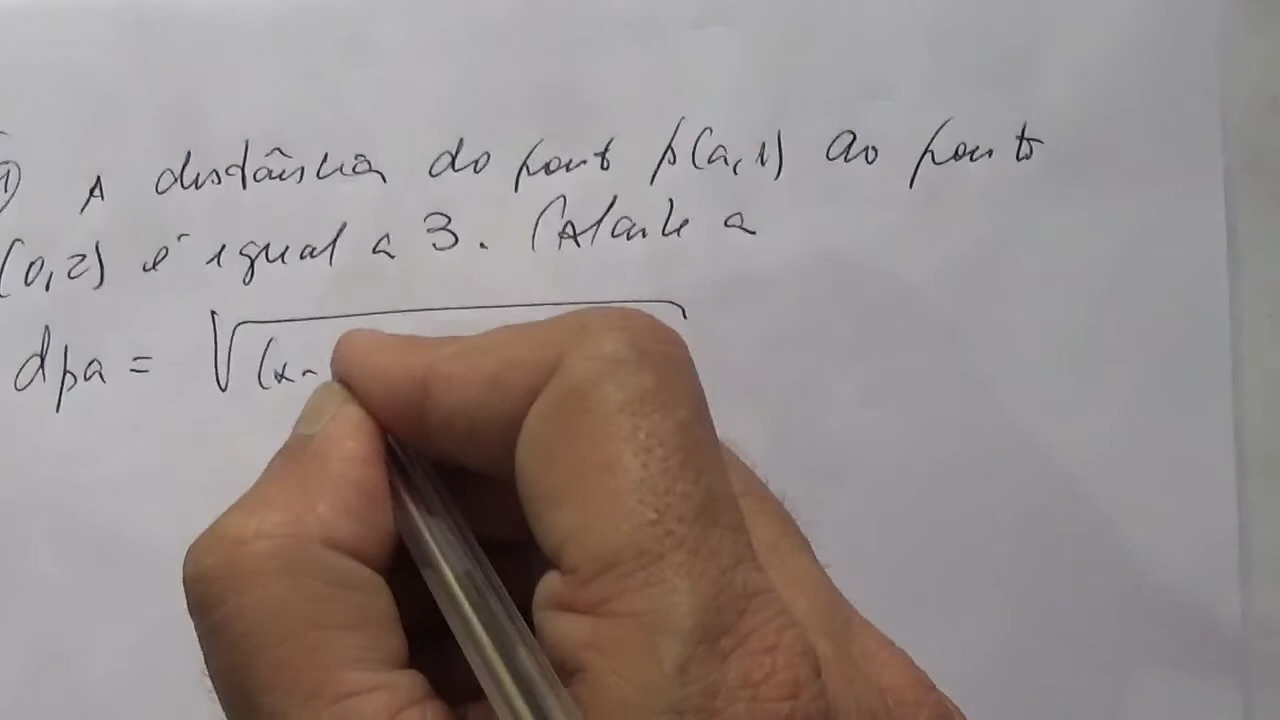 1) A distância do ponto p(a,1) ao ponto
(0,2) é igual a 3. Calcule a
dpa = √(x-